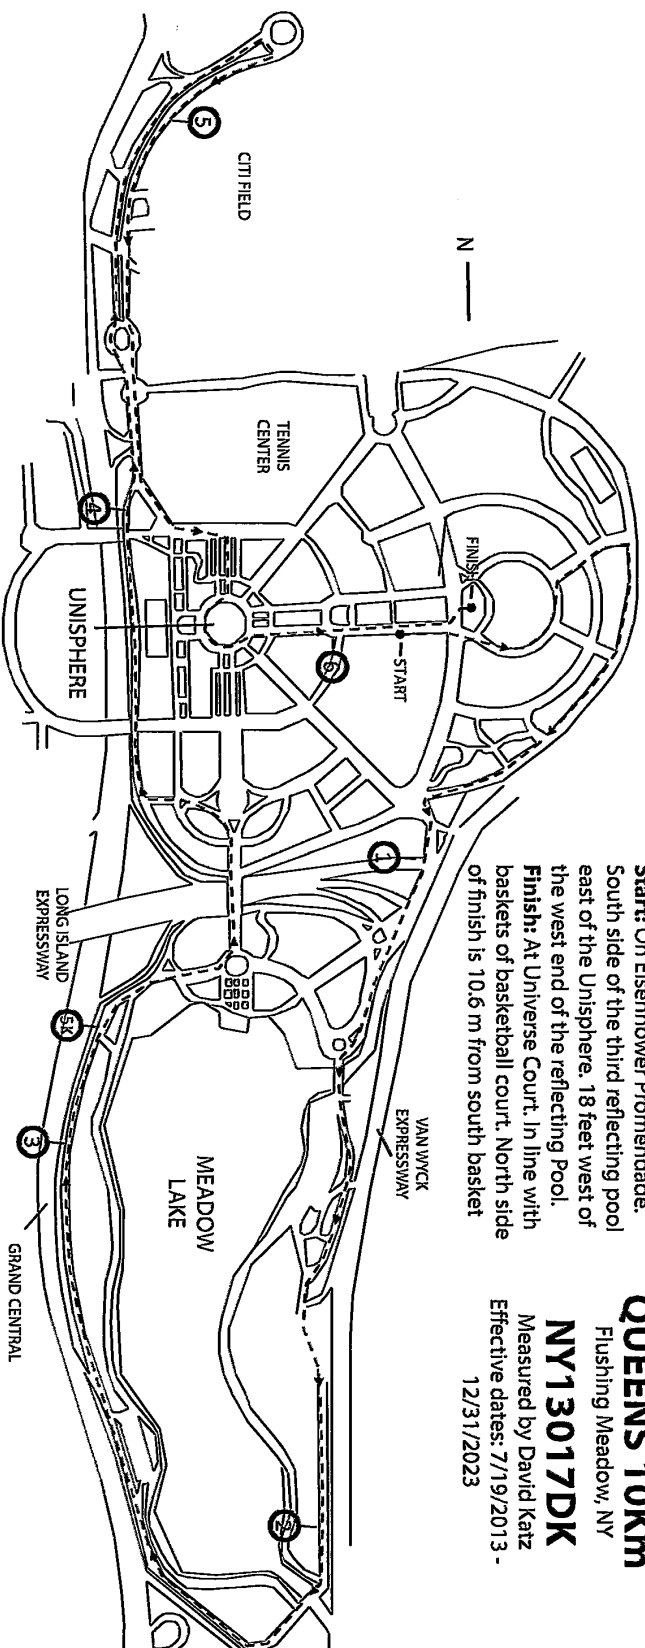 QUEENS 10Km
Flushing Meadow, NY
NY13017DK
Measured by David Katz
Effective dates: 7/19/2013 -
12/31/2023
Start: On Eisenhower Promendade.
South side of the third reflecting pool
east of the Unisphere. 18 feet west of
the west end of the reflecting Pool.
Finish: At Universe Court. In line with
baskets of basketball court. North side
of finish is 10.6 m from south basket
N
CITI FIELD
5
TENNIS
CENTER
FINISH
START
4
UNISPHERE
6
1
LONG ISLAND
EXPRESSWAY
5K
VAN WYCK
EXPRESSWAY
3
MEADOW
LAKE
GRAND CENTRAL
2